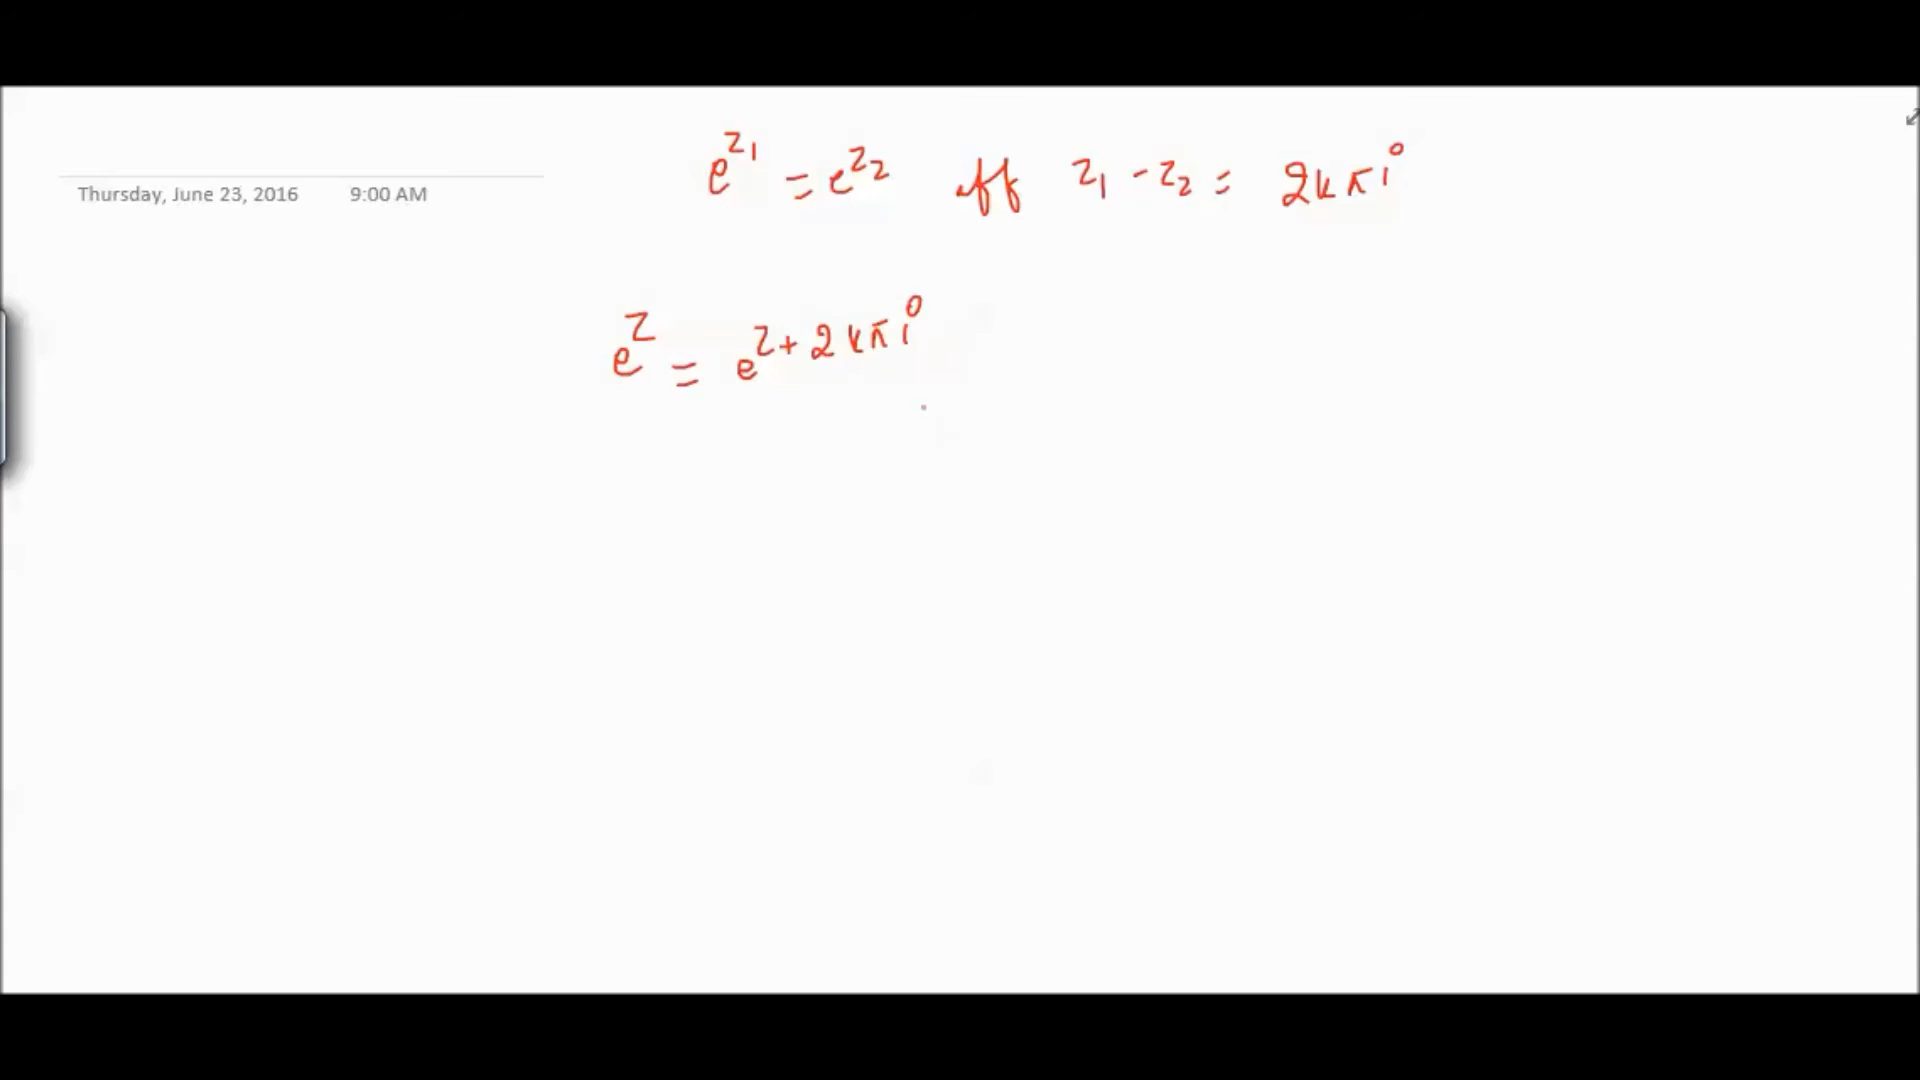 e^{z_1} = e^{z_2} iff z_1 - z_2 = 2kπi
Thursday, June 23, 2016 9:00 AM
e^z = e^{z+2kπi}